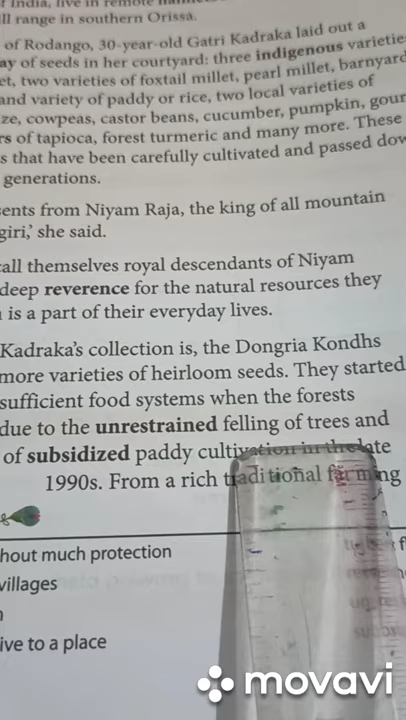 India, live in remote
ll range in southern Orissa.
of Rodango, 30-year-old Gatri Kadraka laid out a
ay of seeds in her courtyard: three indigenous varietie
et, two varieties of foxtail millet, pearl millet, barnyard
and variety of paddy or rice, two local varieties of
ze, cowpeas, castor beans, cucumber, pumpkin, gour
rs of tapioca, forest turmeric and many more. These
s that have been carefully cultivated and passed dow
generations.
ents from Niyam Raja, the king of all mountain
giri,' she said.
all themselves royal descendants of Niyam
deep reverence for the natural resources they
is a part of their everyday lives.
Kadraka's collection is, the Dongria Kondhs
more varieties of heirloom seeds. They started
sufficient food systems when the forests
due to the unrestrained felling of trees and
of subsidized paddy cultivation in the late
1990s. From a rich traditional farming
hout much protection
villages
ive to a place
movavi